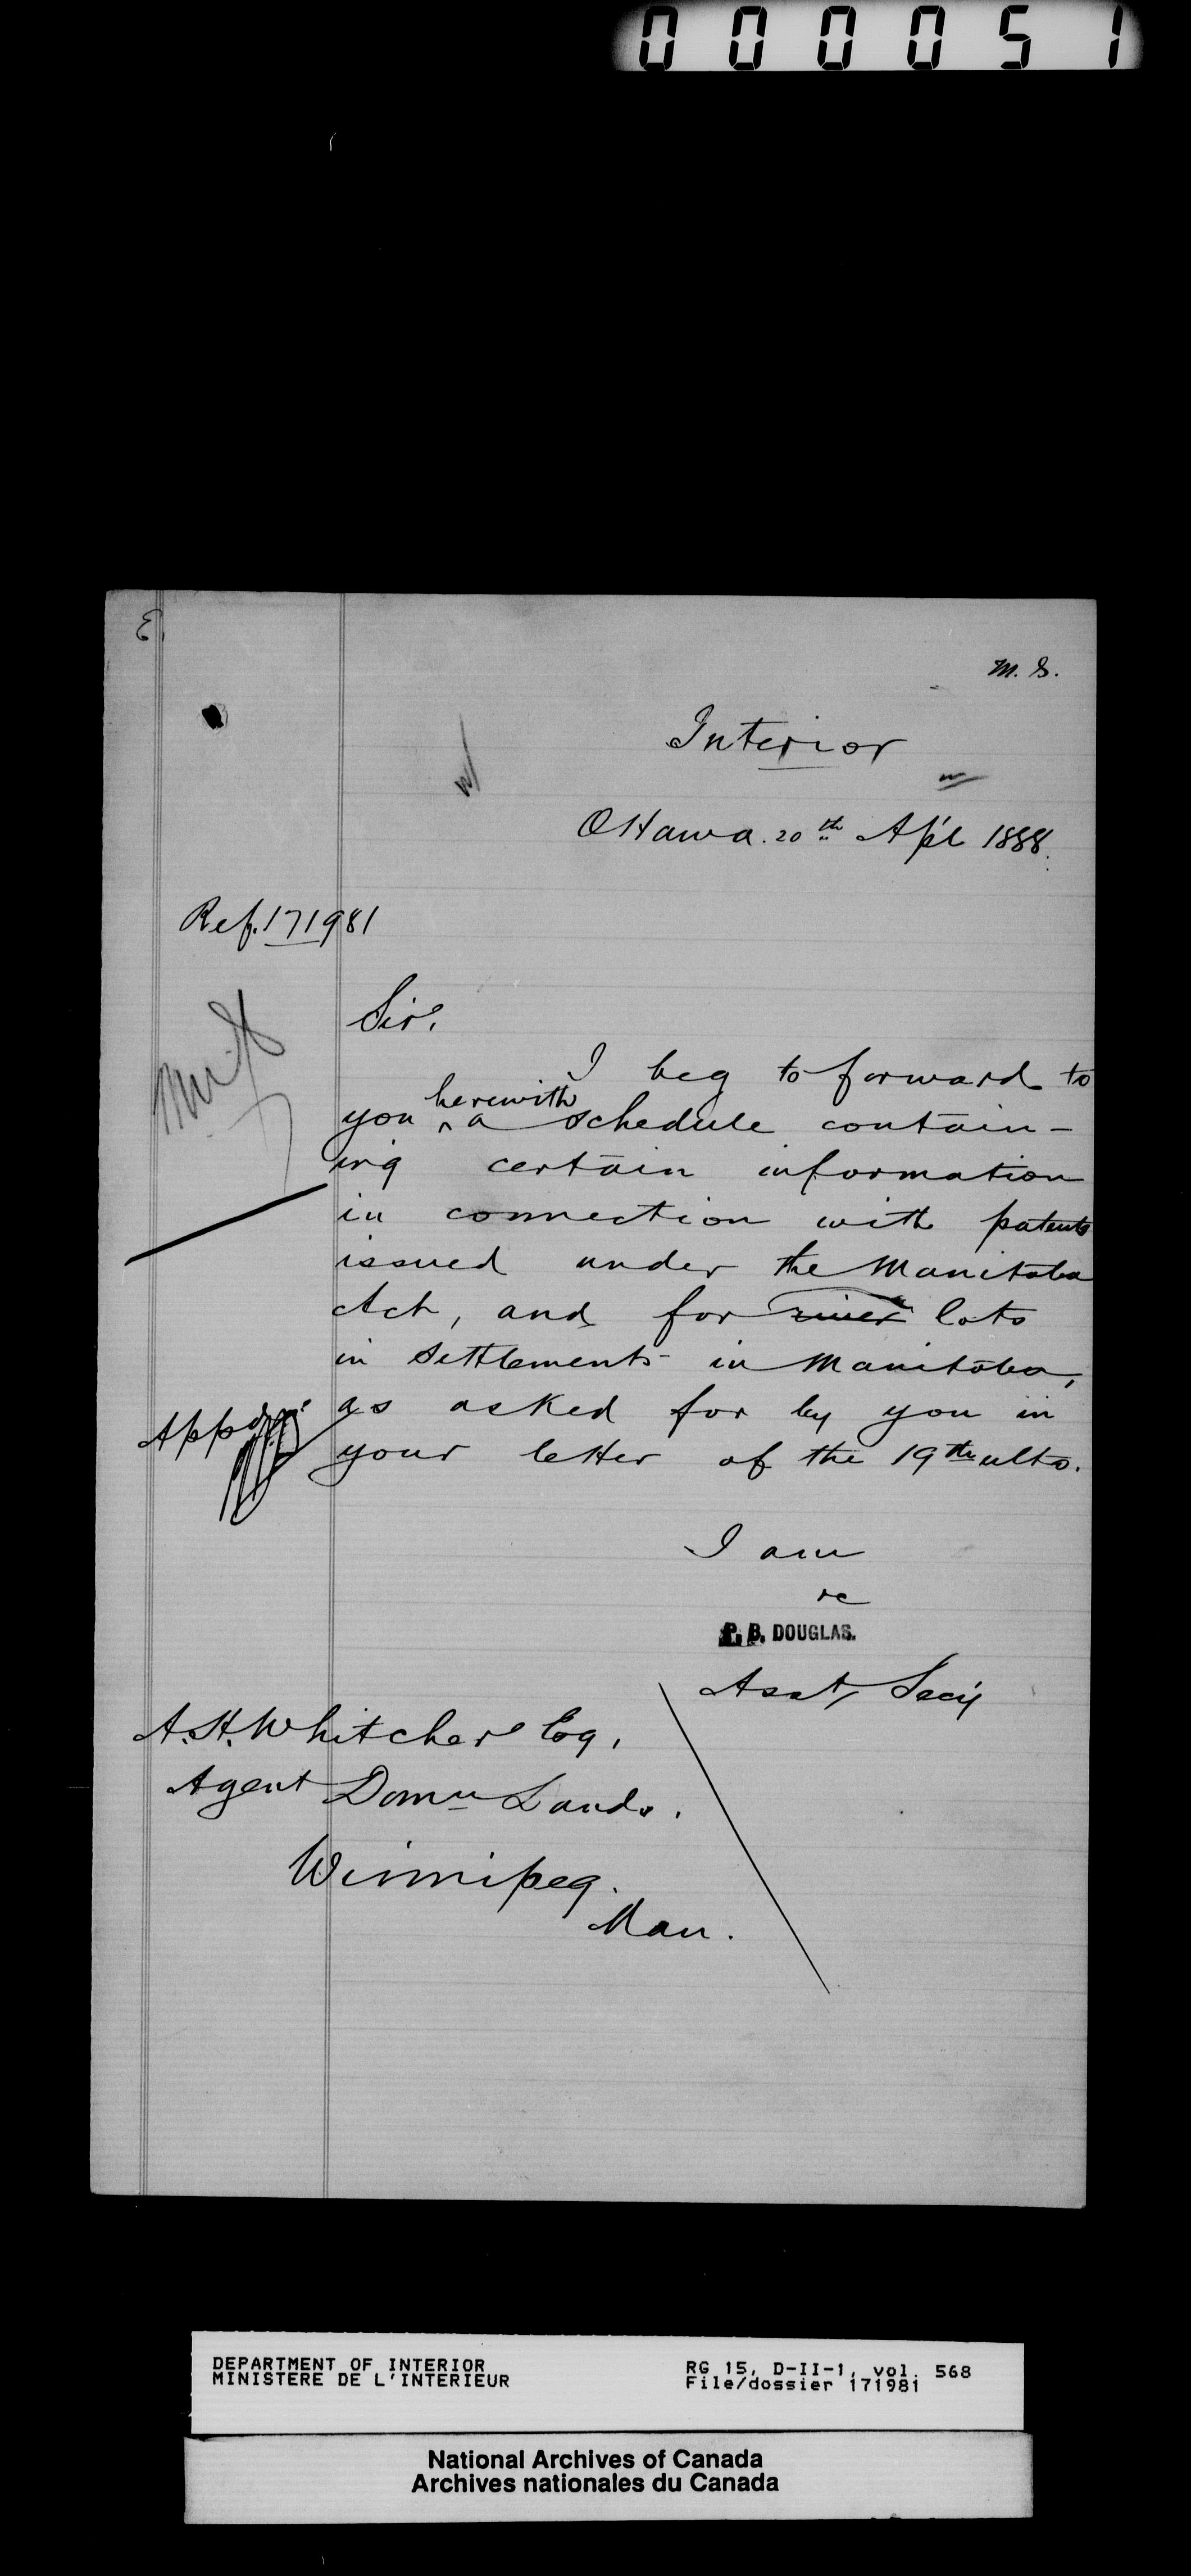 000051
E.
M. S.
Interior
Ottawa. 20th Ap'l 1888.
Ref. 171981
Sir,
I beg to forward to
herewith
you ^ a schedule contain-
ing certain information
in connection with patents
issued under the Manitoba
Act, and for river lots
in settlements in Manitoba,
as asked for by you in
your letter of the 19th ulto.
Appd
I am
&c
P. B. DOUGLAS.
Asst Secy
A. H. Whitcher Esq,
Agent Domn Lands.
Winnipeg.
Man.
DEPARTMENT OF INTERIOR
MINISTERE DE L'INTERIEUR
RG 15, D-II-1, vol. 568
File/dossier 171981
National Archives of Canada
Archives nationales du Canada